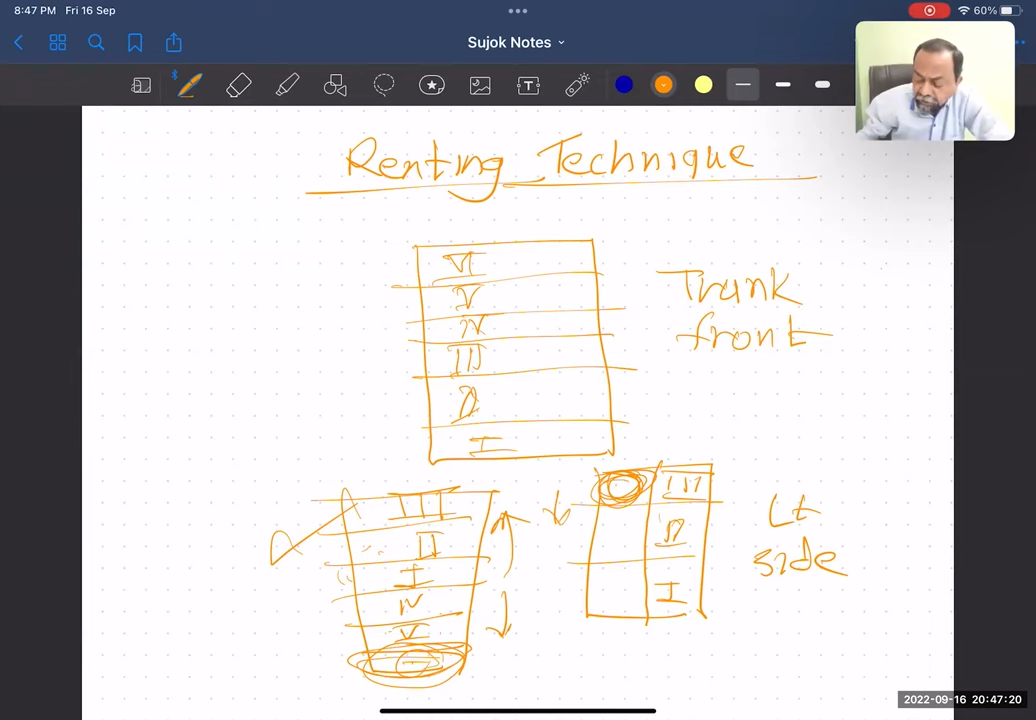 8:47 PM Fri 16 Sep
60%
Sujok Notes
T
Renting Technique
VI
V
IV
III
II
I
Trunk
front
III
II
I
IV
V
III
II
I
Lt
side
2022-09-16 20:47:20